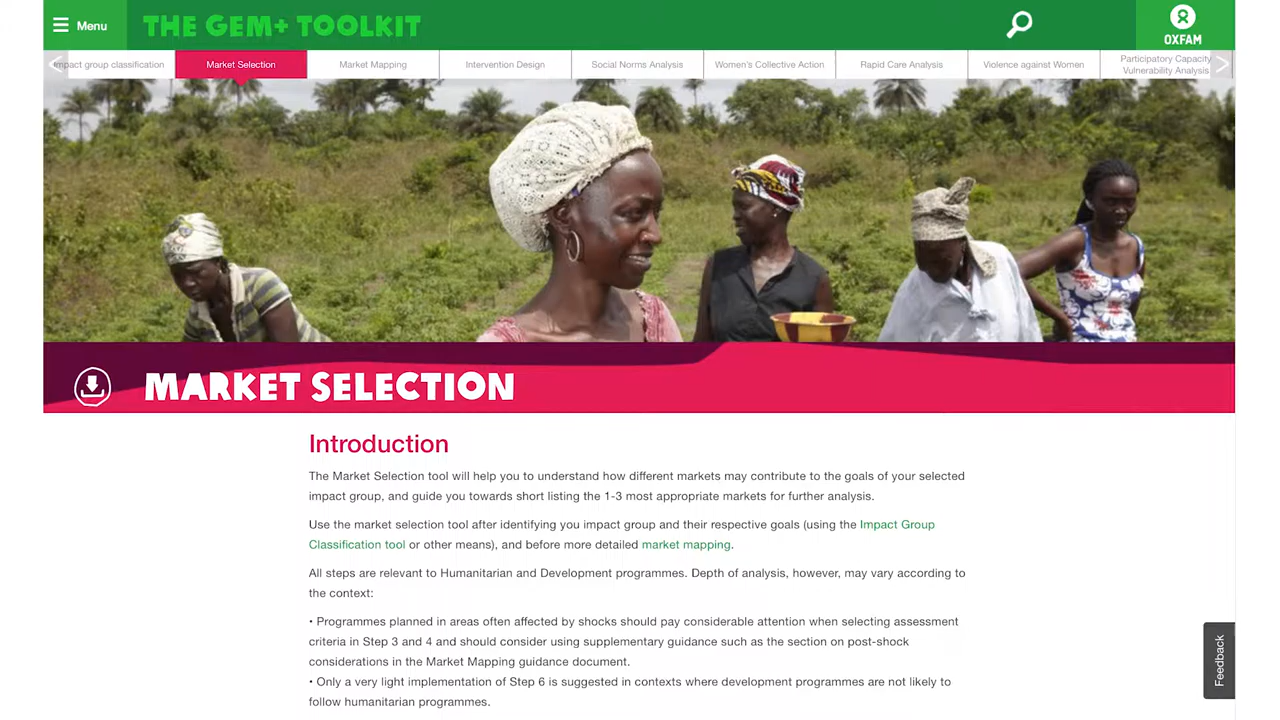 Menu
THE GEM+ TOOLKIT
OXFAM
impact group classification
Market Selection
Market Mapping
Intervention Design
Social Norms Analysis
Women's Collective Action
Rapid Care Analysis
Violence against Women
Participatory Capacity
Vulnerability Analysis
MARKET SELECTION
Introduction
The Market Selection tool will help you to understand how different markets may contribute to the goals of your selected
impact group, and guide you towards short listing the 1-3 most appropriate markets for further analysis.
Use the market selection tool after identifying you impact group and their respective goals (using the Impact Group
Classification tool or other means), and before more detailed market mapping.
All steps are relevant to Humanitarian and Development programmes. Depth of analysis, however, may vary according to
the context:
• Programmes planned in areas often affected by shocks should pay considerable attention when selecting assessment
criteria in Step 3 and 4 and should consider using supplementary guidance such as the section on post-shock
considerations in the Market Mapping guidance document.
• Only a very light implementation of Step 6 is suggested in contexts where development programmes are not likely to
follow humanitarian programmes.
Feedback